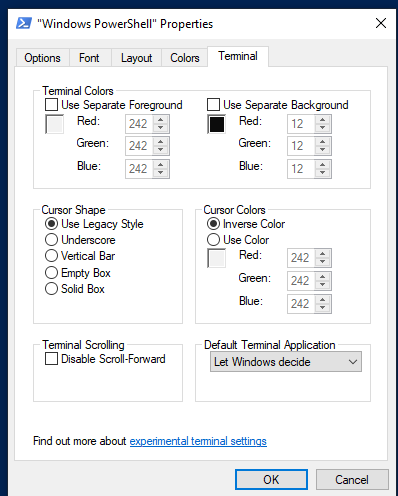 "Windows PowerShell" Properties
Options Font Layout Colors Terminal
Terminal Colors
Use Separate Foreground
Red: 242
Green: 242
Blue: 242
Use Separate Background
Red: 12
Green: 12
Blue: 12
Cursor Shape
Use Legacy Style
Underscore
Vertical Bar
Empty Box
Solid Box
Cursor Colors
Inverse Color
Use Color
Red: 242
Green: 242
Blue: 242
Terminal Scrolling
Disable Scroll-Forward
Default Terminal Application
Let Windows decide
Find out more about experimental terminal settings
OK Cancel